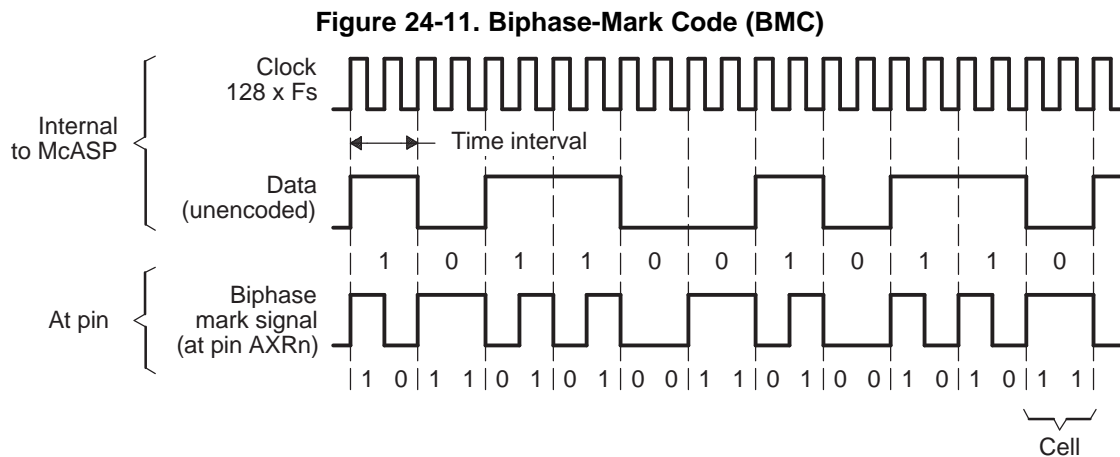 Figure 24-11. Biphase-Mark Code (BMC)
Clock
128 x Fs
Internal
to McASP
Time interval
Data
(unencoded)
1 0 1 1 0 0 1 0 1 1 0
At pin
Biphase
mark signal
(at pin AXRn)
1 0 1 1 0 1 0 1 0 0 1 1 0 1 0 0 1 0 1 0 1 1
Cell